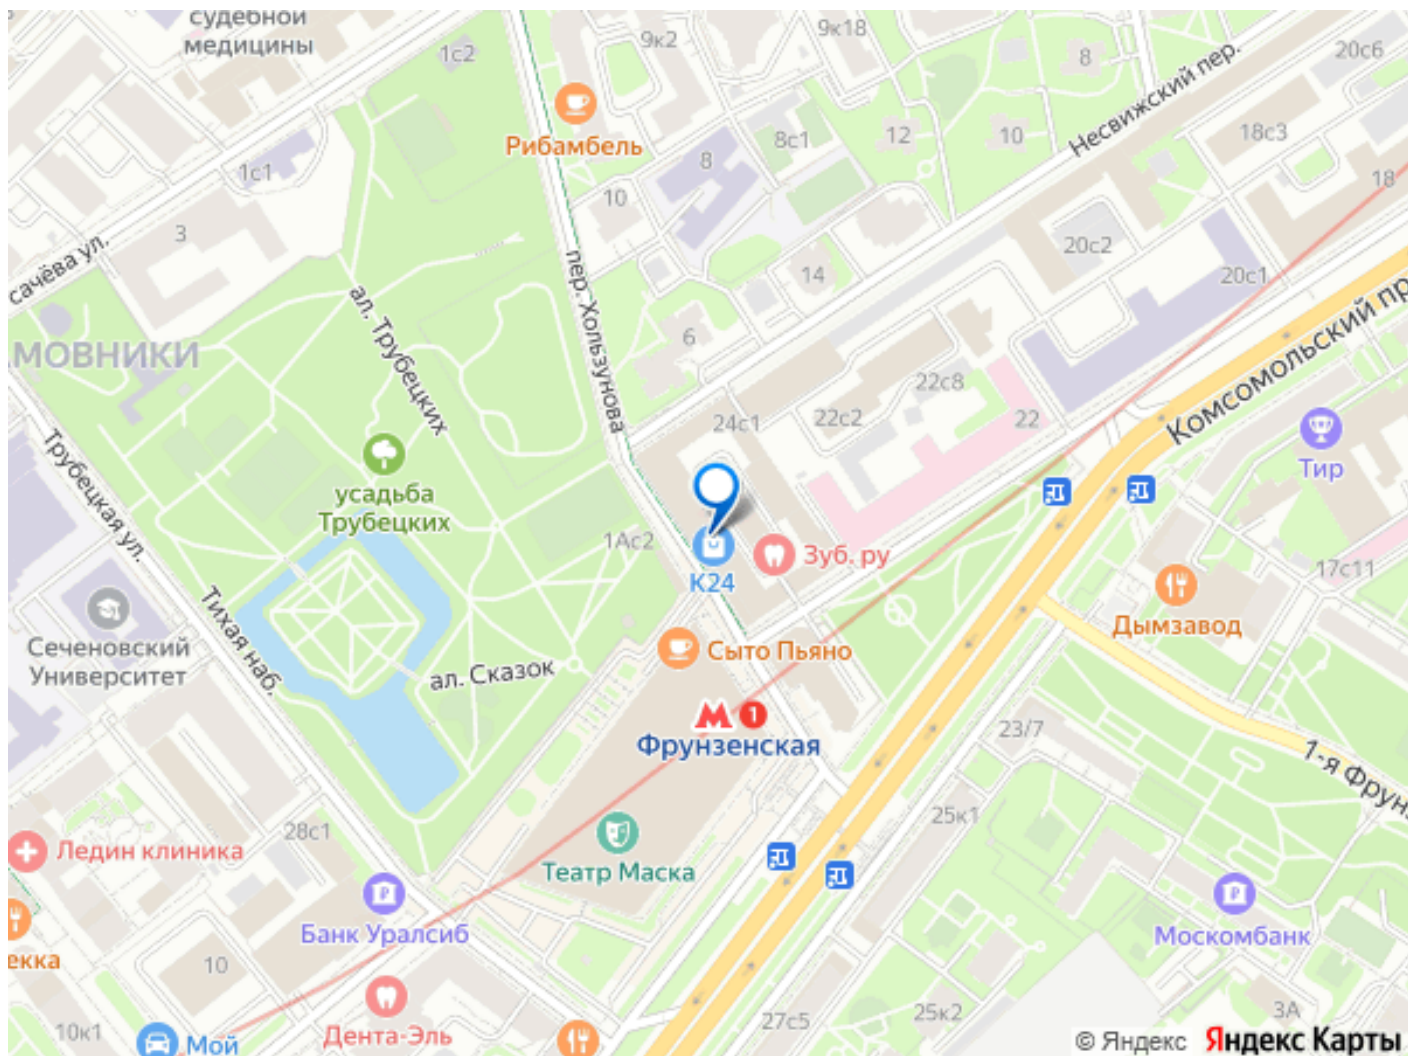 судебной
медицины
1с2
9к2
9к18
8
20с6
Рибамбель
8
8с1
12
10
Несвижский пер.
18с3
18
1с1
3
10
сачёва ул.
пер. Хользунова
14
20с2
20с1
ал. Трубецких
6
Комсомольский пр
МОВНИКИ
22с8
24с1
22с2
22
Тир
Трубецкая ул.
усадьба
Трубецких
1Ас2
К24
Зуб. ру
17с11
Дымзавод
Сеченовский
Университет
Тихая наб.
ал. Сказок
Сыто Пьяно
1
Фрунзенская
23/7
1-я Фрунз
25к1
28с1
Ледин клиника
Театр Маска
Банк Уралсиб
Москомбанк
екка
10
Дента-Эль
10к1
Мой
27с5
25к2
3А
© Яндекс Яндекс Карты